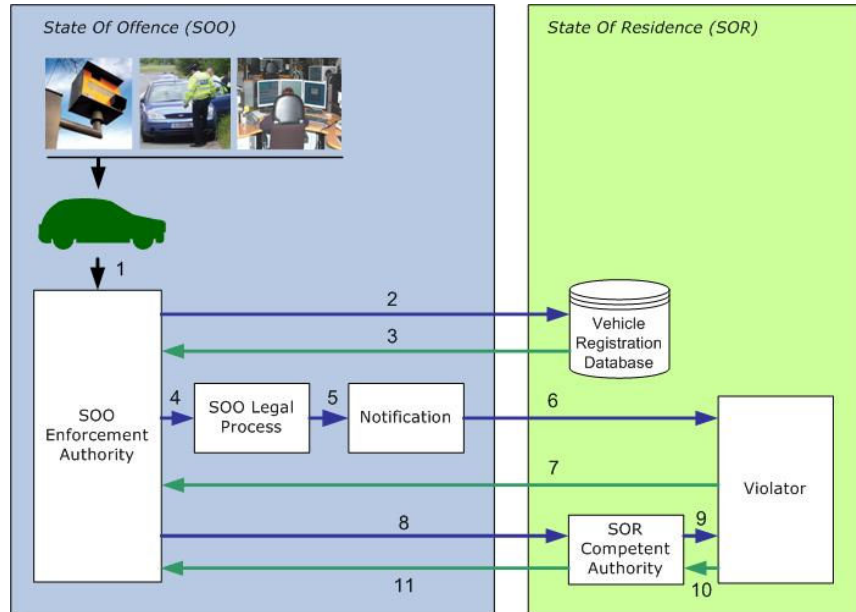 State Of Offence (SOO)
State Of Residence (SOR)
1
2
3
Vehicle
Registration
Database
4
SOO Legal
Process
5
Notification
6
SOO
Enforcement
Authority
7
Violator
8
SOR
Competent
Authority
9
10
11